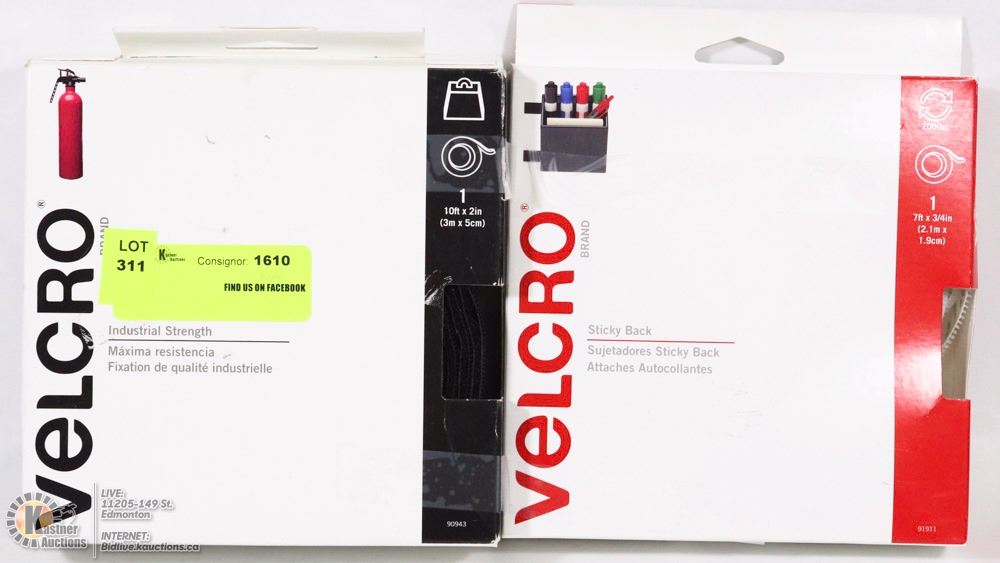 VELCRO®
BRAND
LOT
311
Kastner
Auctions
Consignor: 1610
FIND US ON FACEBOOK
Industrial Strength
Máxima resistencia
Fixation de qualité industrielle
1
10ft x 2in
(3m x 5cm)
90943
VELCRO®
BRAND
Sticky Back
Sujetadores Sticky Back
Attaches Autocollantes
1
7ft x 3/4in
(2.1m x
1.9cm)
91911
Kastner
Auctions
LIVE:
11205-149 St.
Edmonton
INTERNET:
Bidlive.kauctions.ca